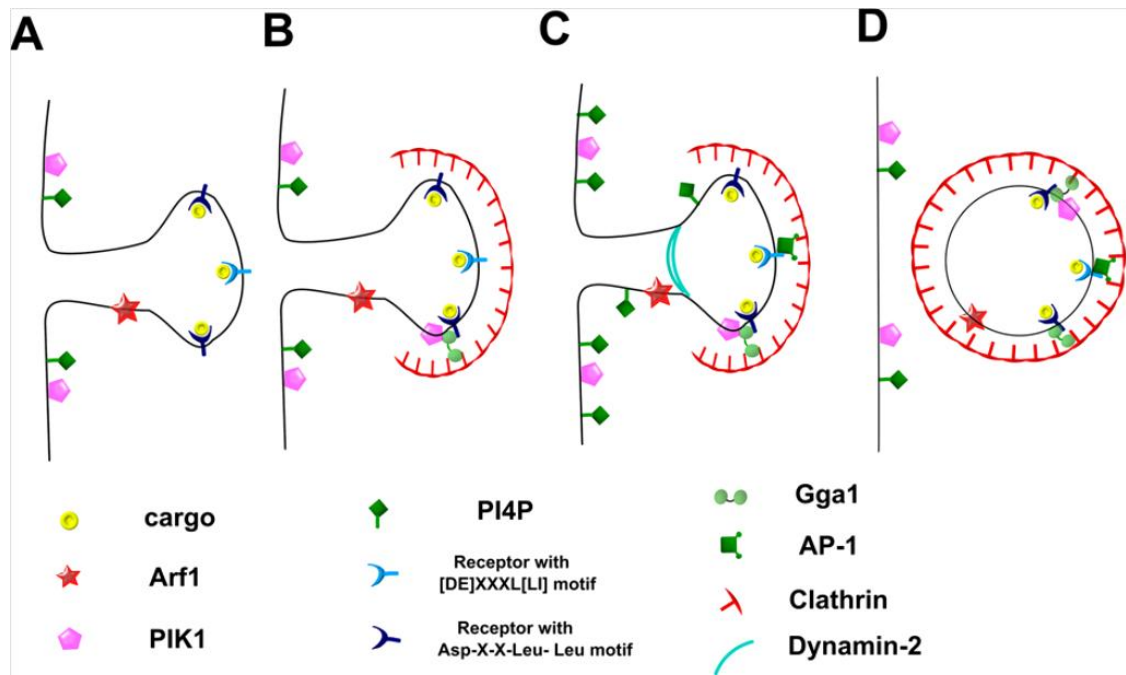 A
B
C
D
cargo
Arf1
PIK1
PI4P
Receptor with
[DE]XXXL[LI] motif
Receptor with
Asp-X-X-Leu- Leu motif
Gga1
AP-1
Clathrin
Dynamin-2